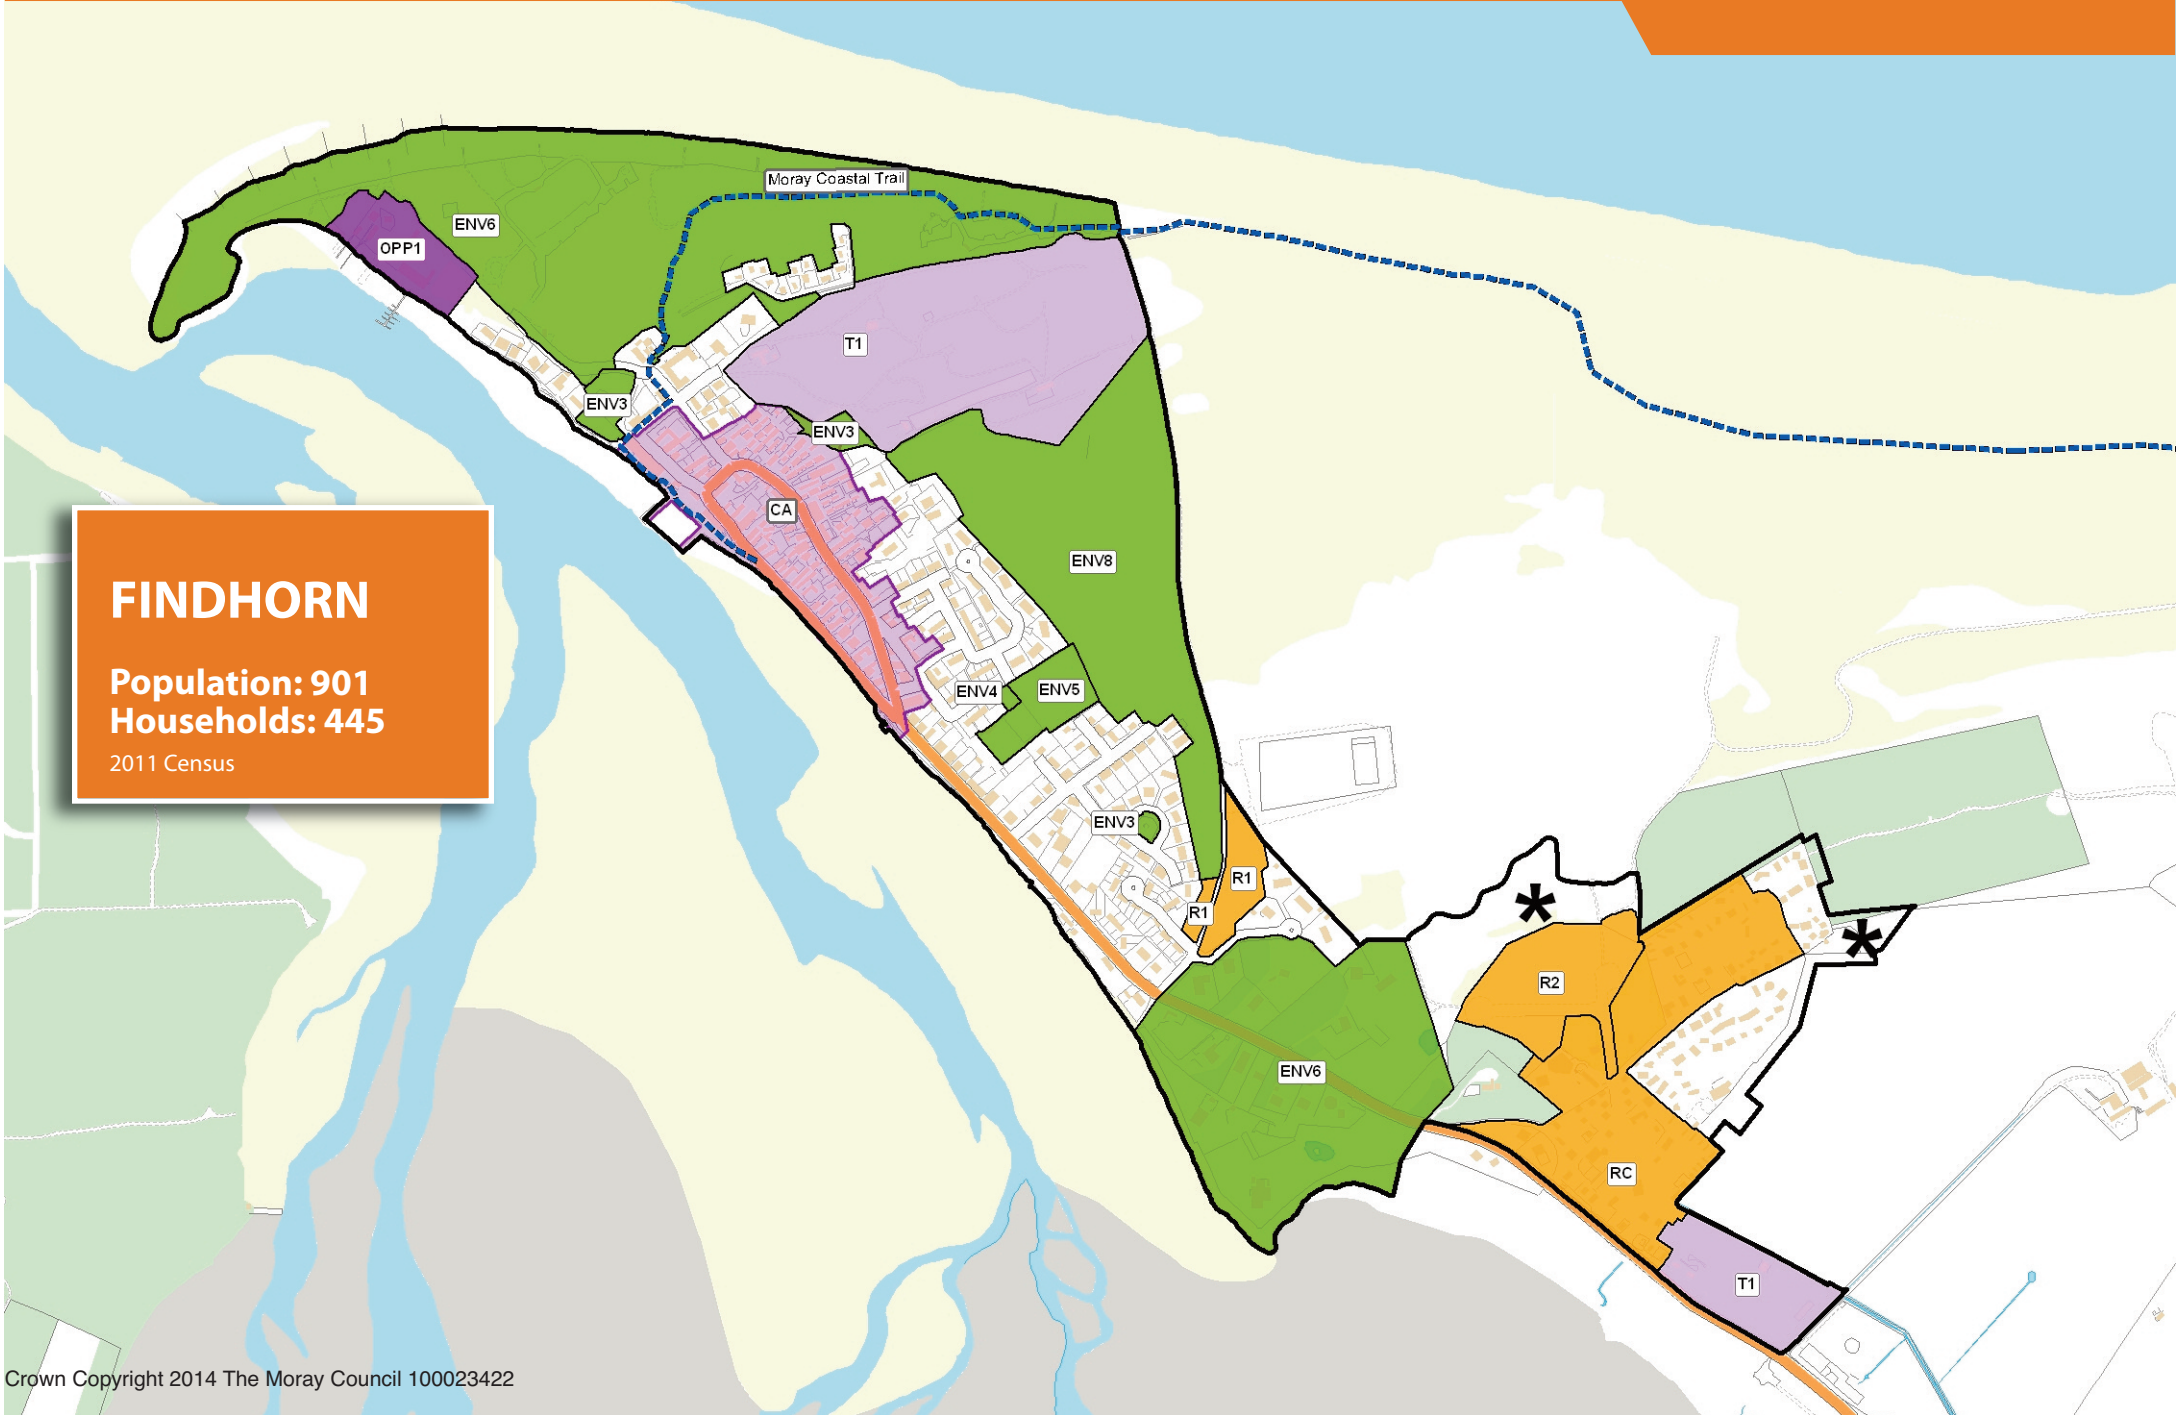 Moray Coastal Trail
ENV6
OPP1
T1
ENV3
ENV3
CA
ENV8
FINDHORN
Population: 901
Households: 445
2011 Census
ENV4
ENV5
ENV3
R1
R1
*
*
R2
ENV6
RC
T1
Crown Copyright 2014 The Moray Council 100023422